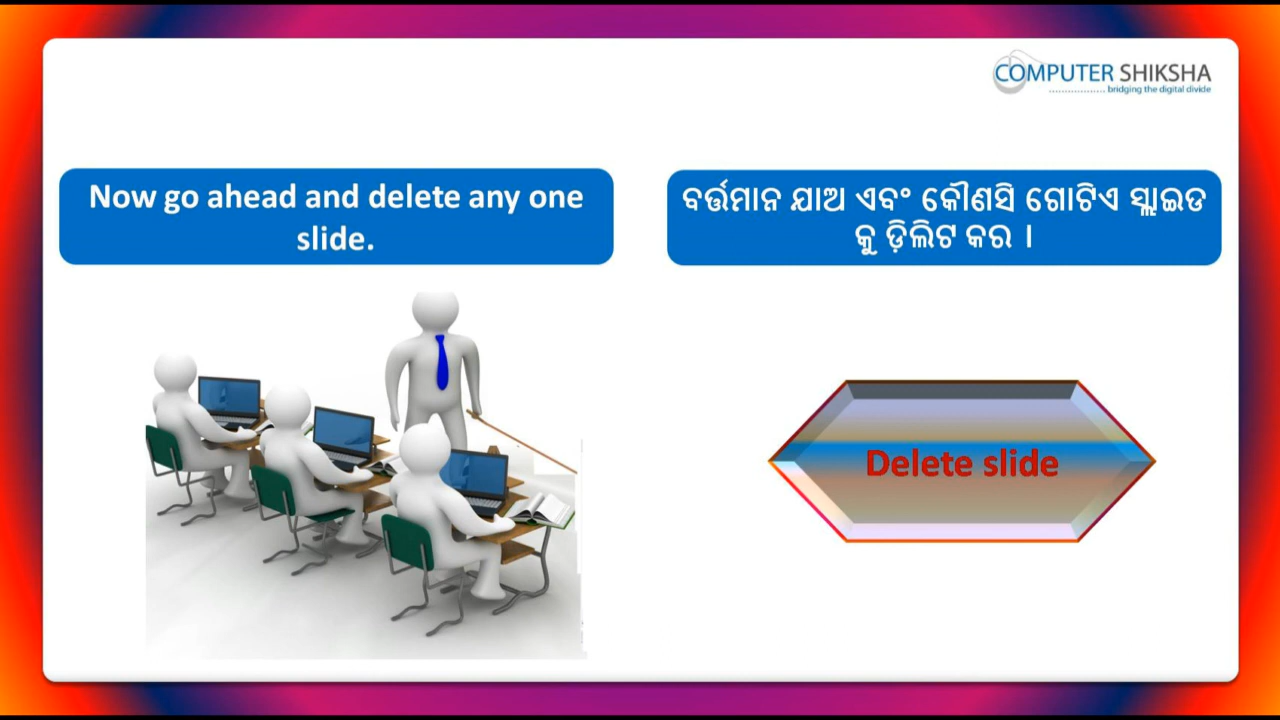 COMPUTER SHIKSHA
bridging the digital divide
Now go ahead and delete any one
slide.
ବର୍ତ୍ତମାନ ଯାଅ ଏବଂ କୌଣସି ଗୋଟିଏ ସ୍ଲାଇଡ
କୁ ଡ଼ିଲିଟ କର ।
Delete slide